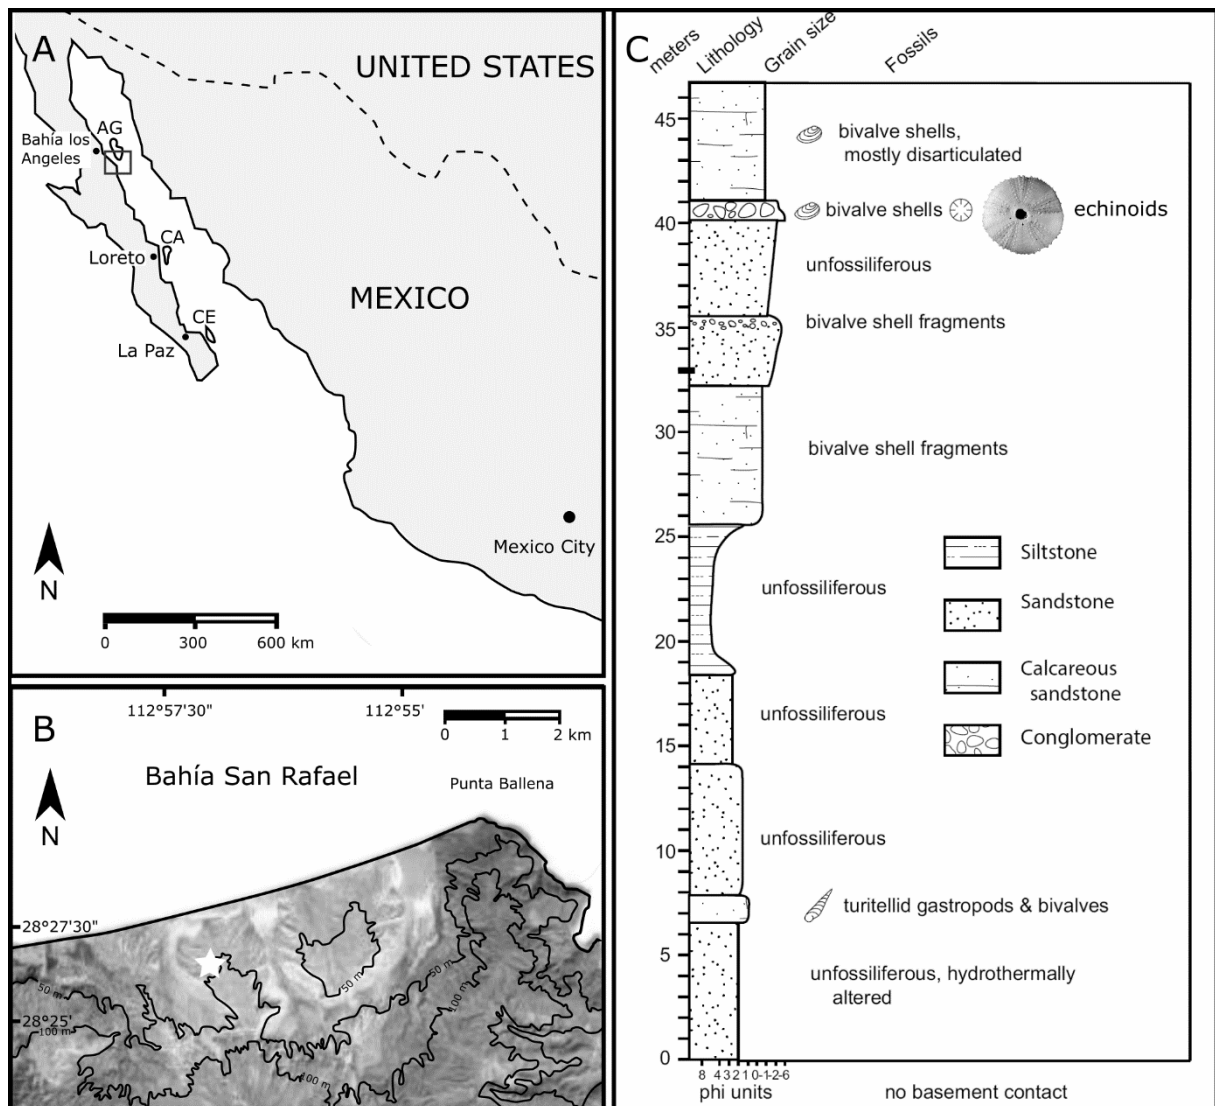 A
UNITED STATES
AG
Bahía los
Angeles
CA
Loreto
MEXICO
CE
La Paz
Mexico City
N
0 300 600 km
B
112°57'30" 112°55'
0 1 2 km
Bahía San Rafael
Punta Ballena
N
28°27'30"
50 m
50 m
50 m
100 m
28°25'
100 m
100 m
C
meters
Lithology
Grain size
Fossils
45
bivalve shells,
mostly disarticulated
40
bivalve shells
echinoids
unfossiliferous
35
bivalve shell fragments
30
bivalve shell fragments
25
Siltstone
unfossiliferous
Sandstone
20
Calcareous
sandstone
unfossiliferous
15
Conglomerate
unfossiliferous
10
turitellid gastropods & bivalves
5
unfossiliferous, hydrothermally
altered
0
8 4 3 2 1 0-1-2-6
phi units
no basement contact